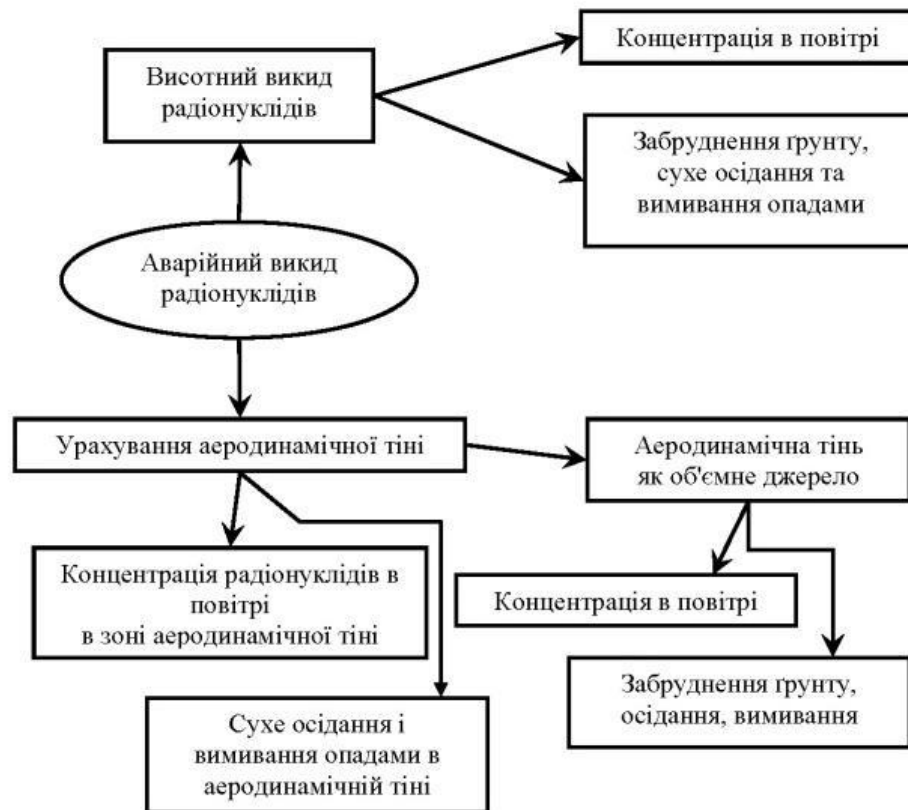 Концентрація в повітрі
Висотний викид
радіонуклідів
Забруднення ґрунту,
сухе осідання та
вимивання опадами
Аварійний викид
радіонуклідів
Урахування аеродинамічної тіні
Аеродинамічна тінь
як об'ємне джерело
Концентрація радіонуклідів в
повітрі
в зоні аеродинамічної тіні
Концентрація в повітрі
Забруднення ґрунту,
осідання, вимивання
Сухе осідання і
вимивання опадами в
аеродинамічній тіні